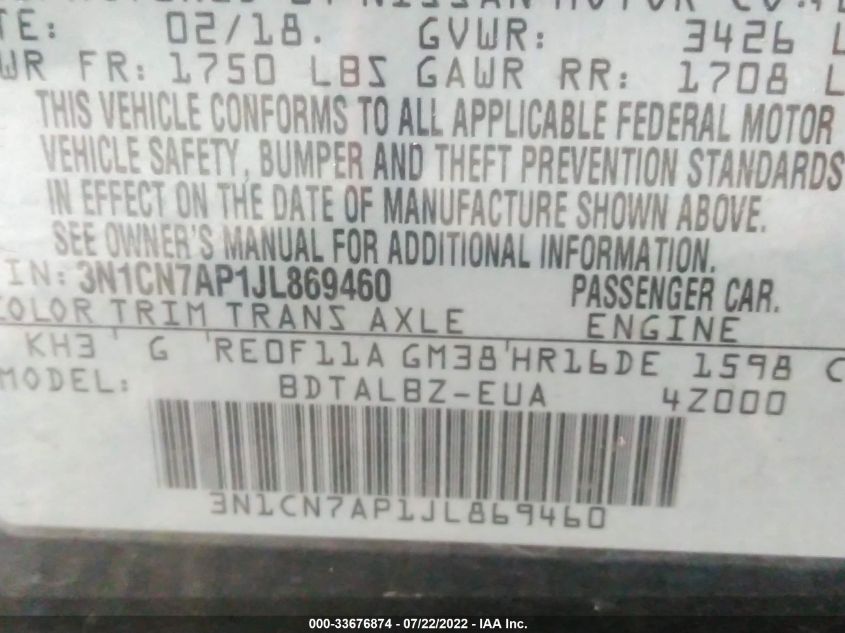 NISSAN MOTOR CO.
TE: 02/18. GVWR: 3426 L
WR FR: 1750 LBS GAWR RR: 1708 L
THIS VEHICLE CONFORMS TO ALL APPLICABLE FEDERAL MOTOR
VEHICLE SAFETY, BUMPER AND THEFT PREVENTION STANDARDS
IN EFFECT ON THE DATE OF MANUFACTURE SHOWN ABOVE.
SEE OWNER'S MANUAL FOR ADDITIONAL INFORMATION.
IN: 3N1CN7AP1JL869460 PASSENGER CAR.
COLOR TRIM TRANS AXLE ENGINE
KH3 G RE0F11A GM38 HR16DE 1598 C
MODEL: BDTALBZ-EUA 4Z000
3N1CN7AP1JL869460
000-33676874 / 07/22/2022 - IAA Inc.